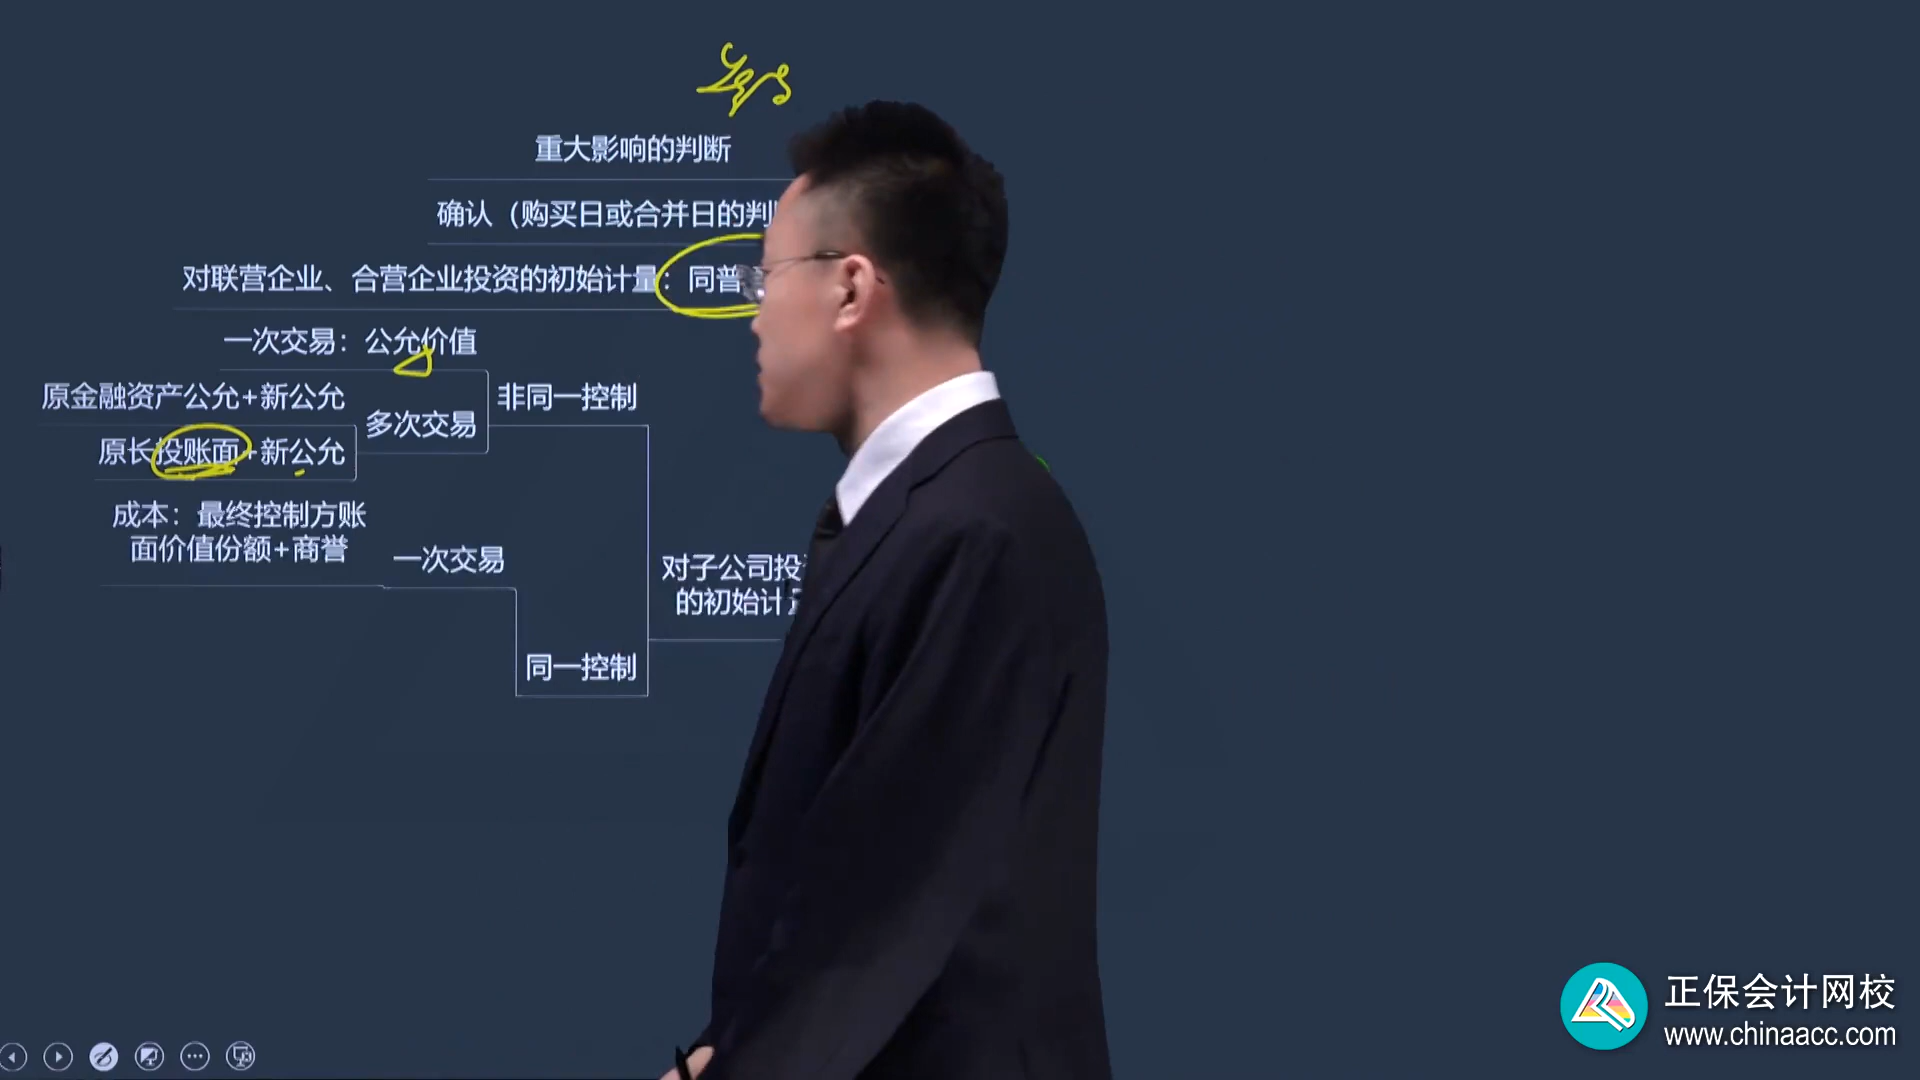 重大影响的判断
确认（购买日或合并日的判
对联营企业、合营企业投资的初始计量：同普
一次交易：公允价值
原金融资产公允+新公允
非同一控制
多次交易
原长投账面+新公允
成本：最终控制方账
面价值份额+商誉
一次交易
对子公司投
的初始计
同一控制
正保会计网校
www.chinaacc.com